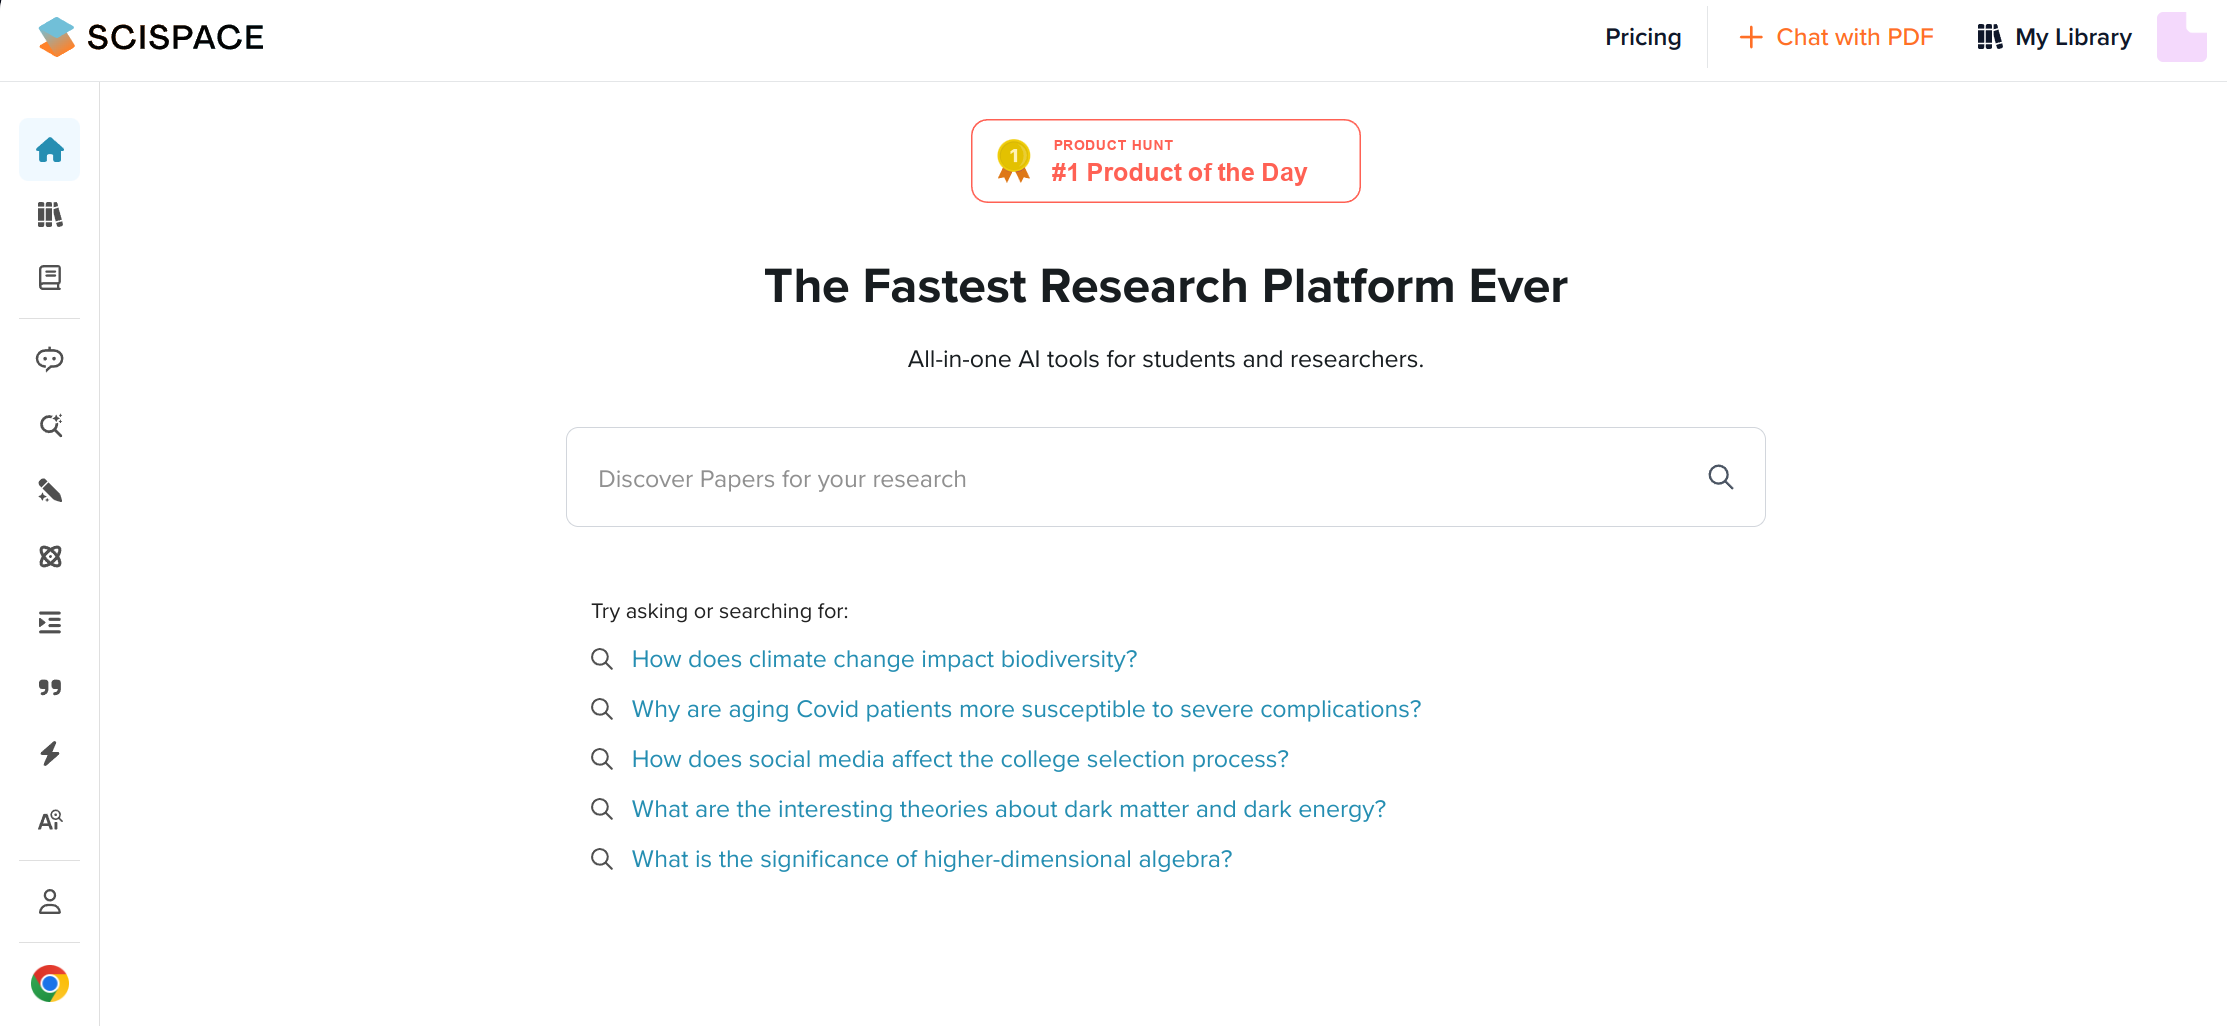 SCISPACE
Pricing
Chat with PDF
My Library
1
PRODUCT HUNT
#1 Product of the Day
The Fastest Research Platform Ever
All-in-one AI tools for students and researchers.
Discover Papers for your research
Try asking or searching for:
How does climate change impact biodiversity?
Why are aging Covid patients more susceptible to severe complications?
How does social media affect the college selection process?
What are the interesting theories about dark matter and dark energy?
What is the significance of higher-dimensional algebra?
AI